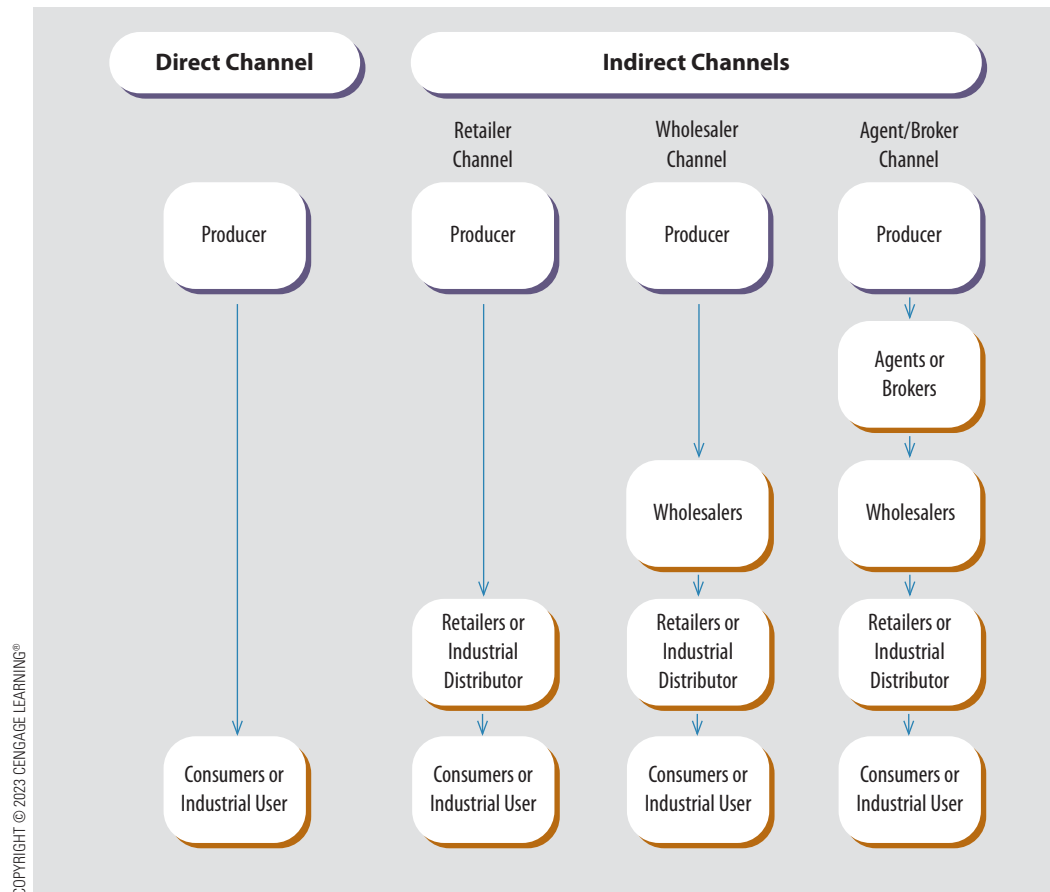 Direct Channel
Indirect Channels
Retailer
Channel
Wholesaler
Channel
Agent/Broker
Channel
Producer
Producer
Producer
Producer
Agents or
Brokers
Wholesalers
Wholesalers
Retailers or
Industrial
Distributor
Retailers or
Industrial
Distributor
Retailers or
Industrial
Distributor
Consumers or
Industrial User
Consumers or
Industrial User
Consumers or
Industrial User
Consumers or
Industrial User
COPYRIGHT © 2023 CENGAGE LEARNING®